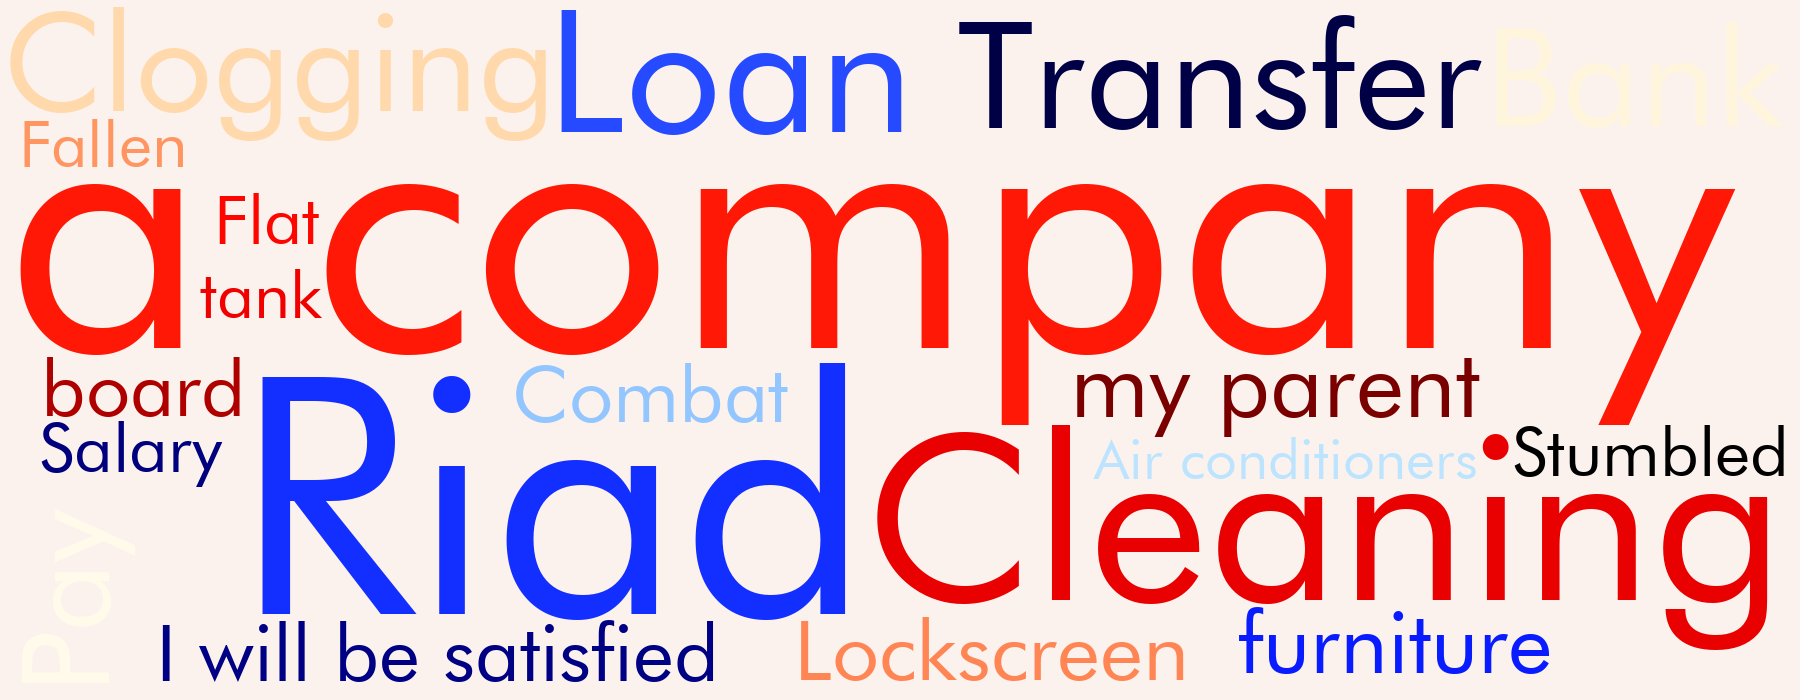 Clogging Loan Transfer Bank
Fallen
a company
Flat
tank
board
Combat
my parent
Salary
Riad
Air conditioners
Stumbled
Cleaning
Pay
I will be satisfied
Lockscreen
furniture